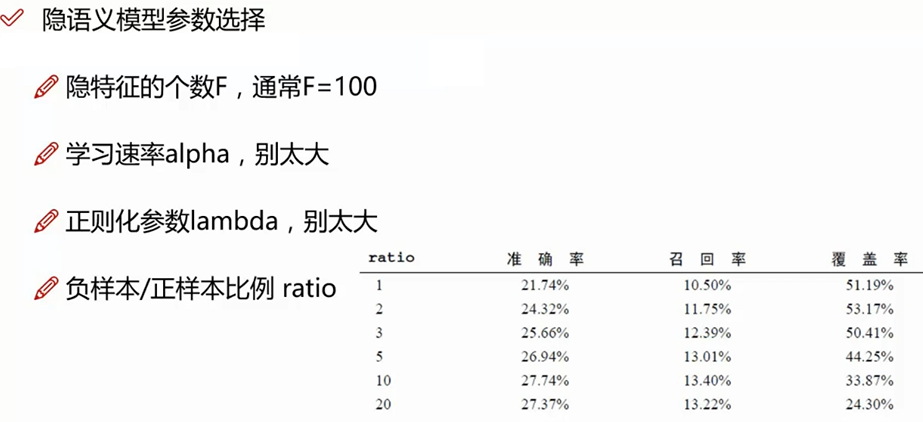 隐语义模型参数选择
隐特征的个数F，通常F=100
学习速率alpha，别太大
正则化参数lambda，别太大
负样本/正样本比例 ratio
ratio 准确率 召回率 覆盖率
1 21.74% 10.50% 51.19%
2 24.32% 11.75% 53.17%
3 25.66% 12.39% 50.41%
5 26.94% 13.01% 44.25%
10 27.74% 13.40% 33.87%
20 27.37% 13.22% 24.30%